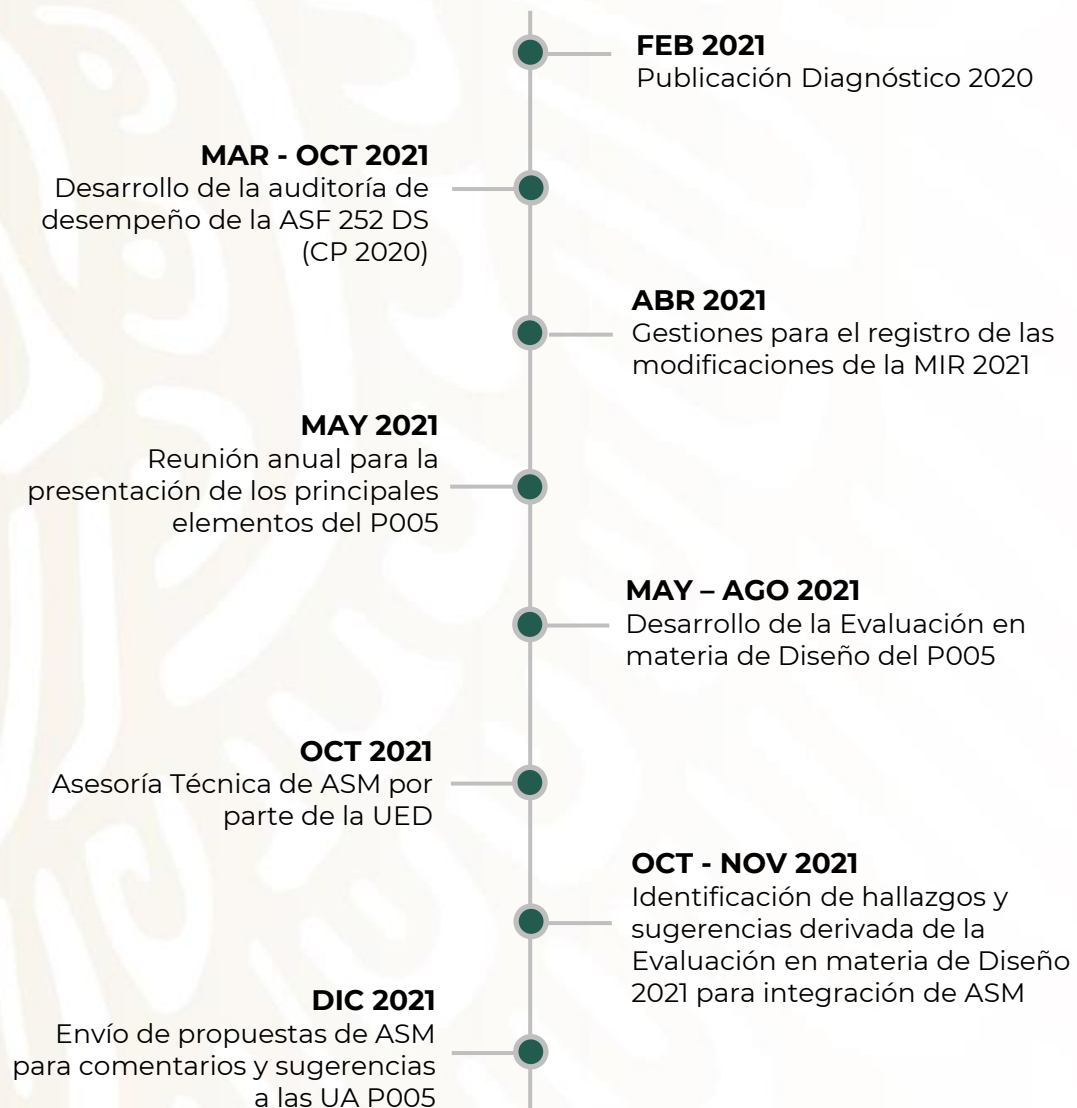 FEB 2021
Publicación Diagnóstico 2020
MAR - OCT 2021
Desarrollo de la auditoría de
desempeño de la ASF 252 DS
(CP 2020)
ABR 2021
Gestiones para el registro de las
modificaciones de la MIR 2021
MAY 2021
Reunión anual para la
presentación de los principales
elementos del P005
MAY – AGO 2021
Desarrollo de la Evaluación en
materia de Diseño del P005
OCT 2021
Asesoría Técnica de ASM por
parte de la UED
OCT - NOV 2021
Identificación de hallazgos y
sugerencias derivada de la
Evaluación en materia de Diseño
2021 para integración de ASM
DIC 2021
Envío de propuestas de ASM
para comentarios y sugerencias
a las UA P005